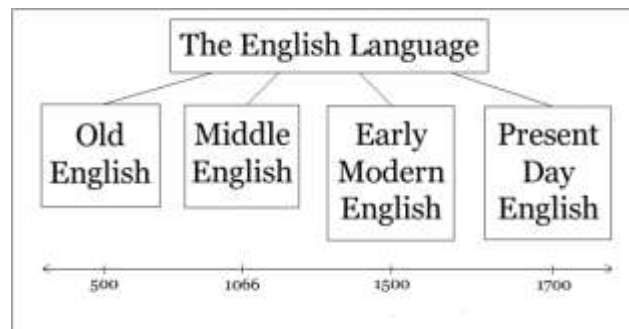 The English Language
Old
English
Middle
English
Early
Modern
English
Present
Day
English
500
1066
1500
1700